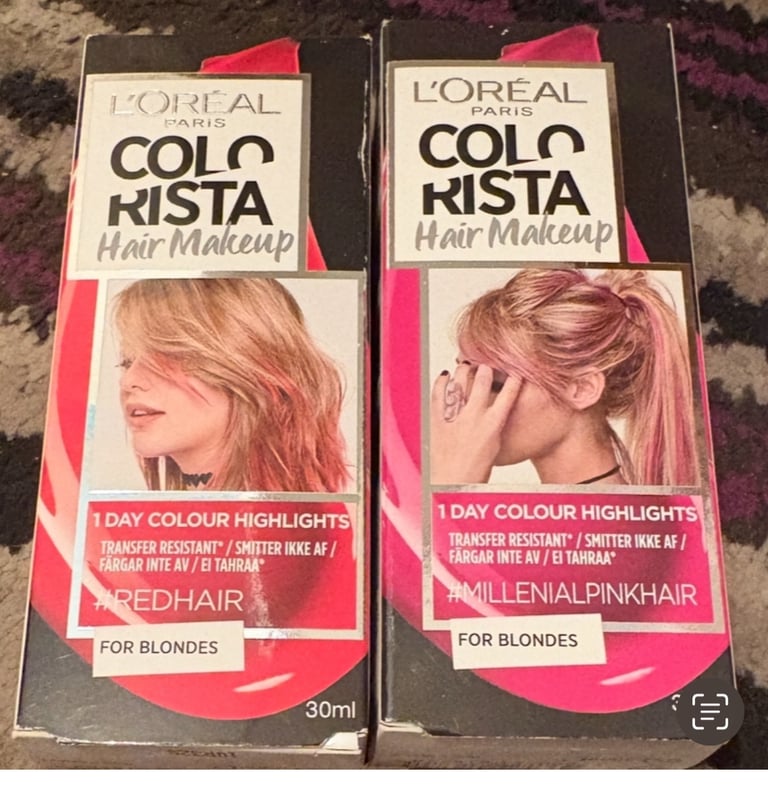 L'ORÉAL
PARIS
COLO
RISTA
Hair Makeup
1 DAY COLOUR HIGHLIGHTS
TRANSFER RESISTANT* / SMITTER IKKE AF /
FÄRGAR INTE AV / EI TAHRAA*
#REDHAIR
FOR BLONDES
30ml
L'ORÉAL
PARIS
COLO
RISTA
Hair Makeup
1 DAY COLOUR HIGHLIGHTS
TRANSFER RESISTANT* / SMITTER IKKE AF /
FÄRGAR INTE AV / EI TAHRAA*
#MILLENIALPINKHAIR
FOR BLONDES